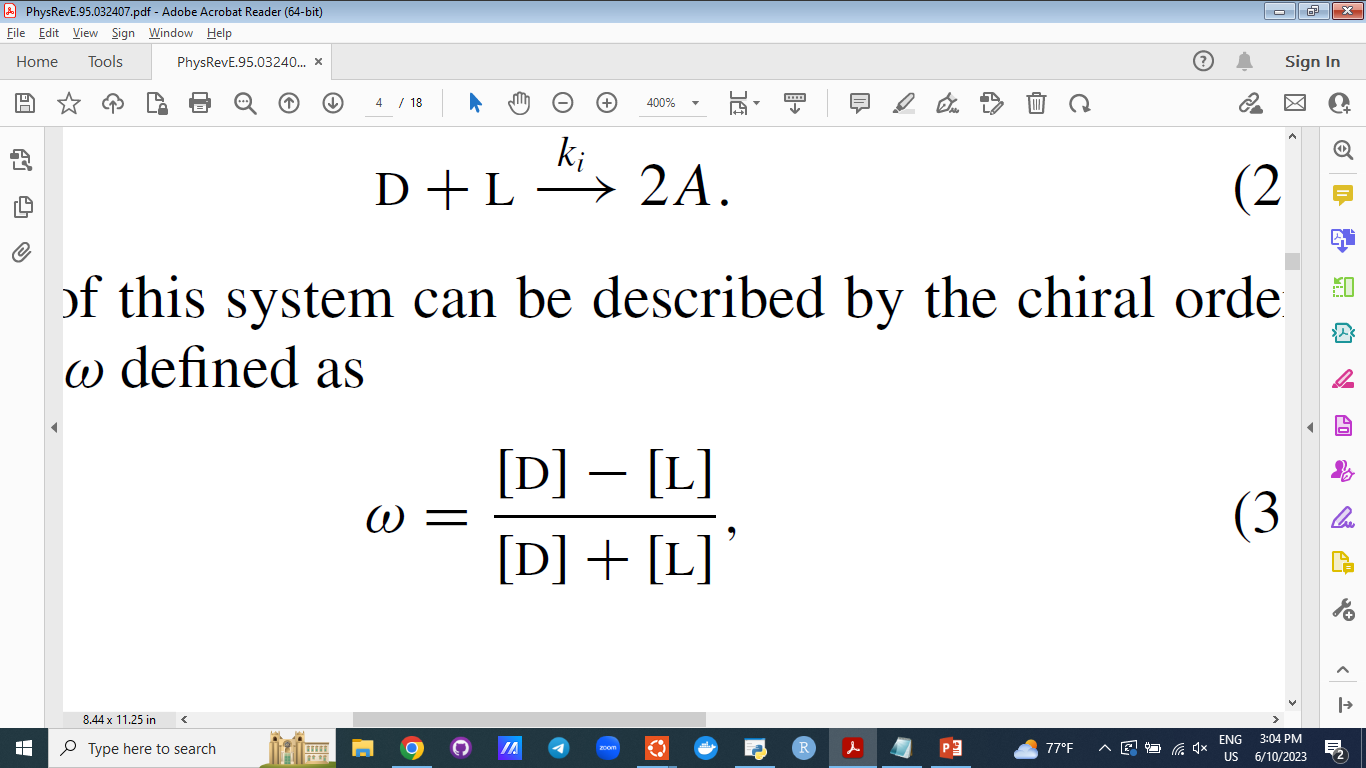 PhysRevE.95.032407.pdf - Adobe Acrobat Reader (64-bit)
File Edit View Sign Window Help
Home Tools PhysRevE.95.03240... × Sign In
4 / 18 400%
k_i
D + L ⟶ 2A. (2
of this system can be described by the chiral order
ω defined as
[D] − [L]
ω = , (3
[D] + [L]
8.44 x 11.25 in
Type here to search zoom R 77°F ENG 3:04 PM
US 6/10/2023 2